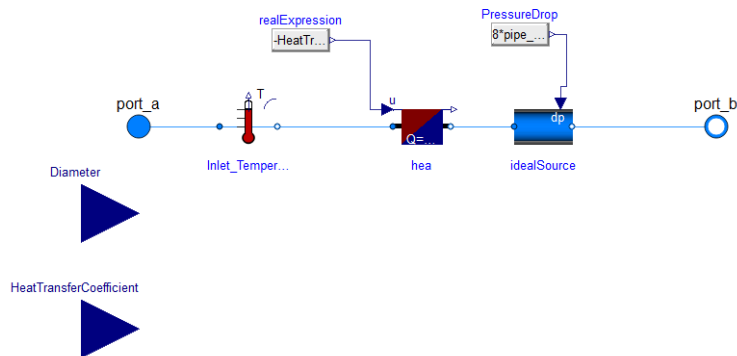 realExpression
PressureDrop
-HeatTr...
8*pipe_...
port_a
T
u
dp
port_b
Q=...
Inlet_Temper...
hea
idealSource
Diameter
HeatTransferCoefficient